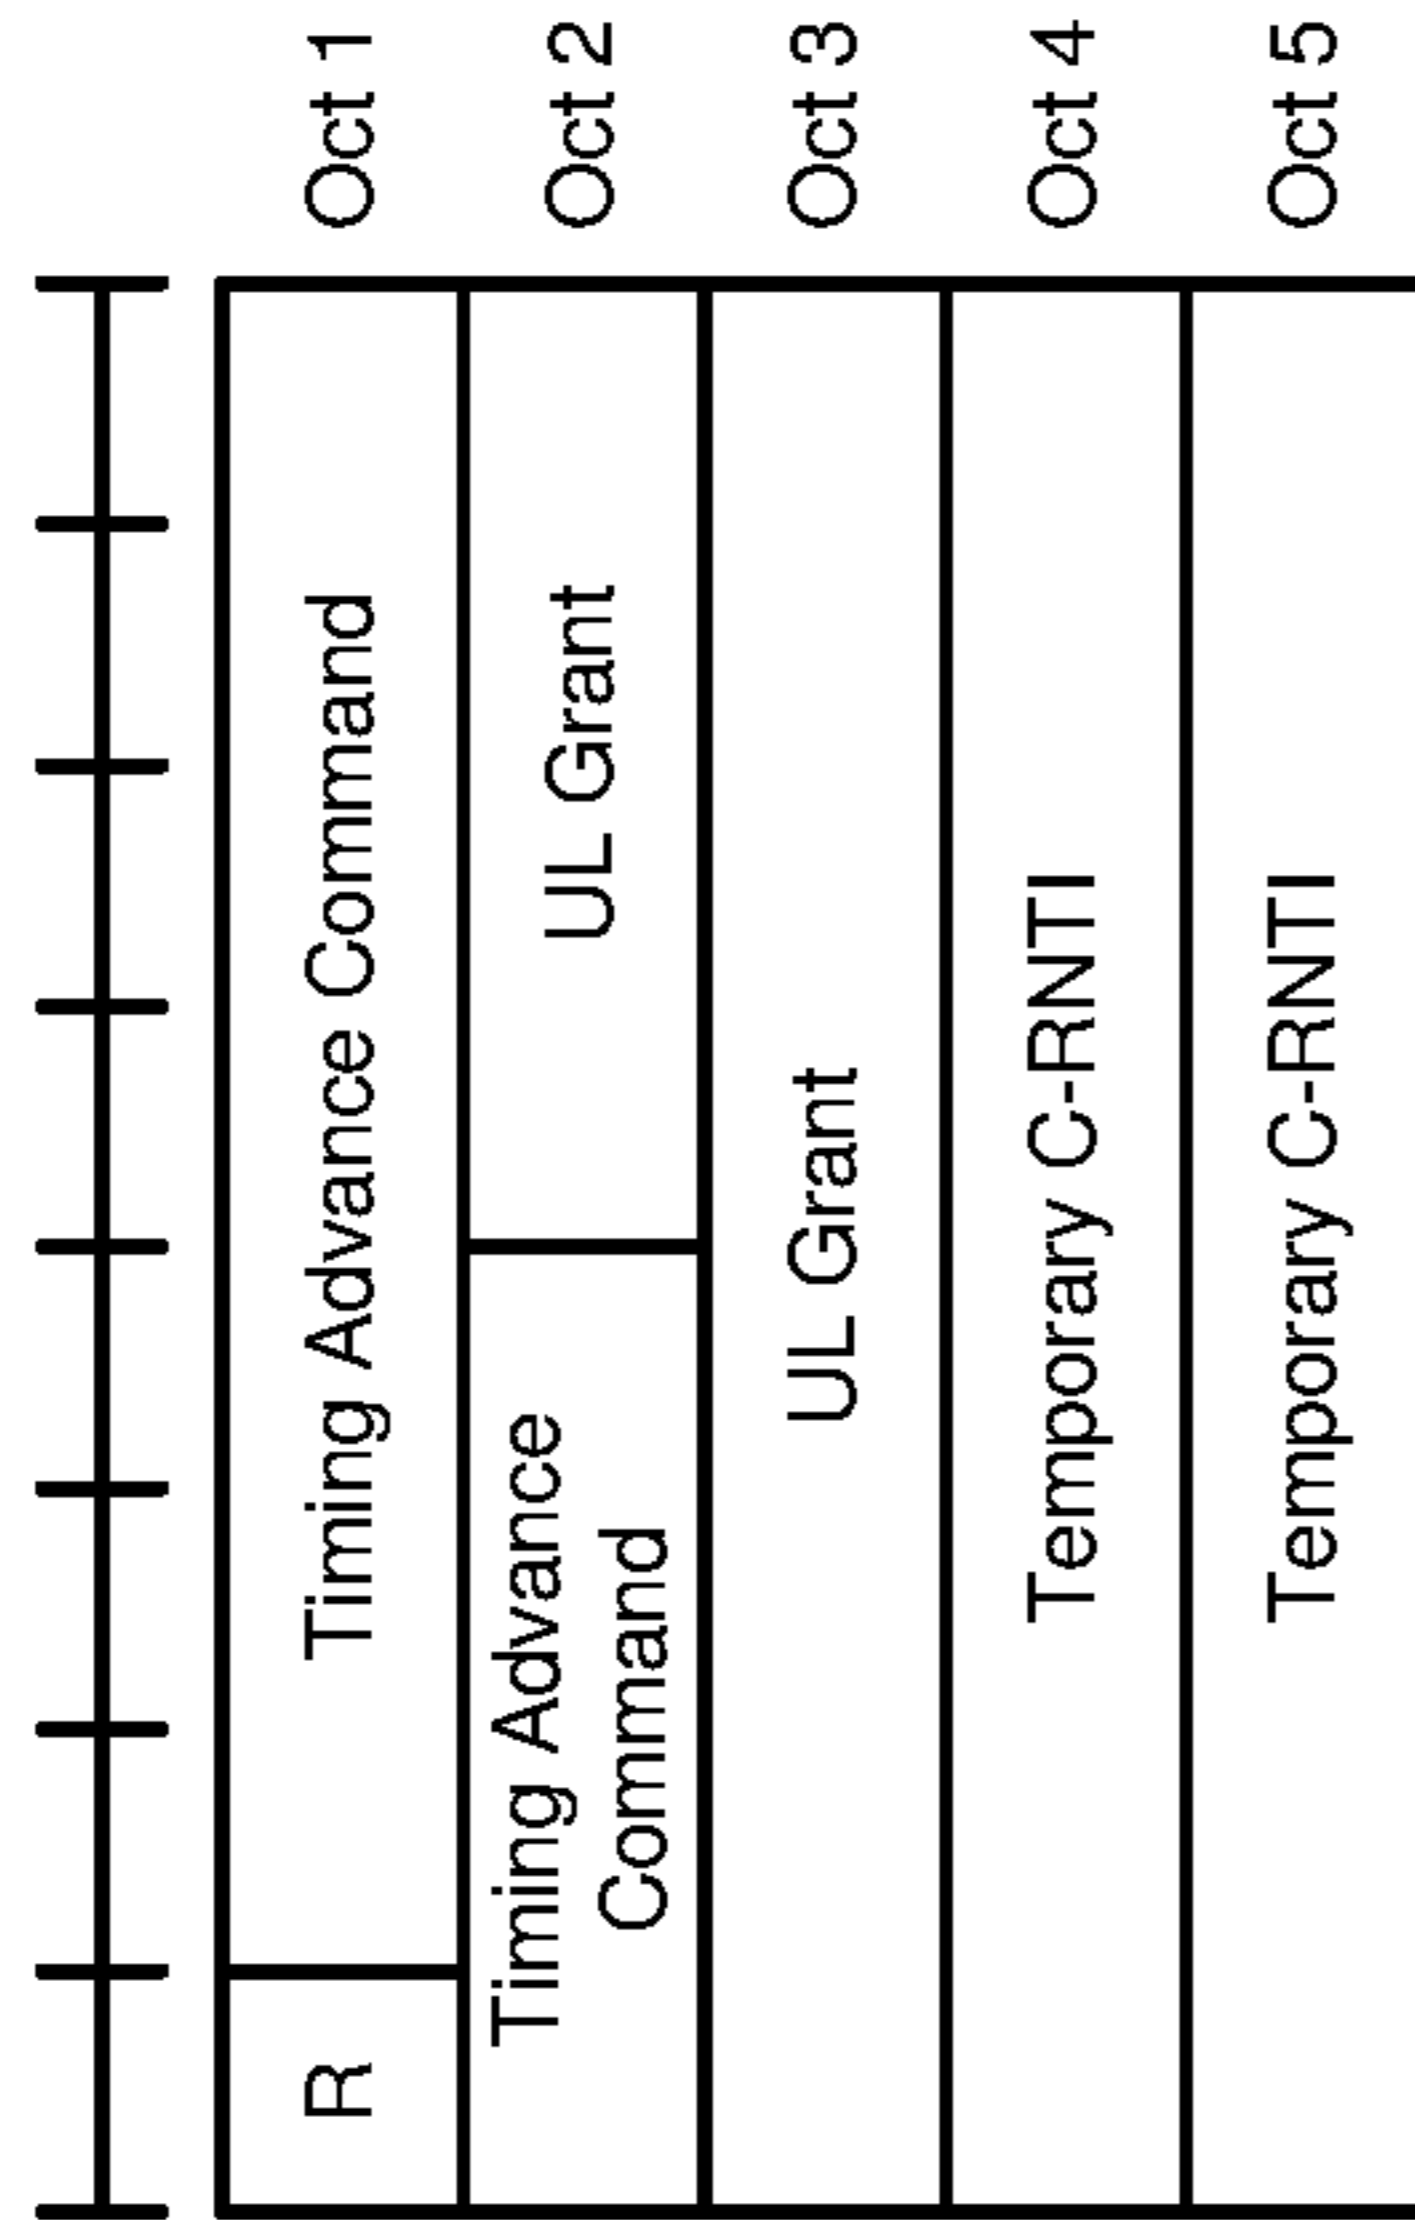 R Timing Advance Command Oct 1
Timing Advance
Command
UL Grant Oct 2
UL Grant Oct 3
Temporary C-RNTI Oct 4
Temporary C-RNTI Oct 5